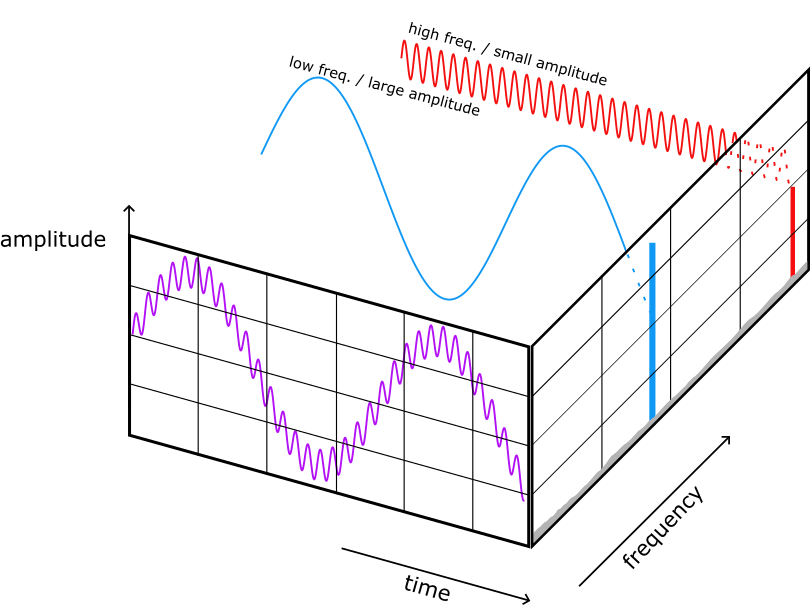 high freq. / small amplitude
low freq. / large amplitude
amplitude
frequency
time